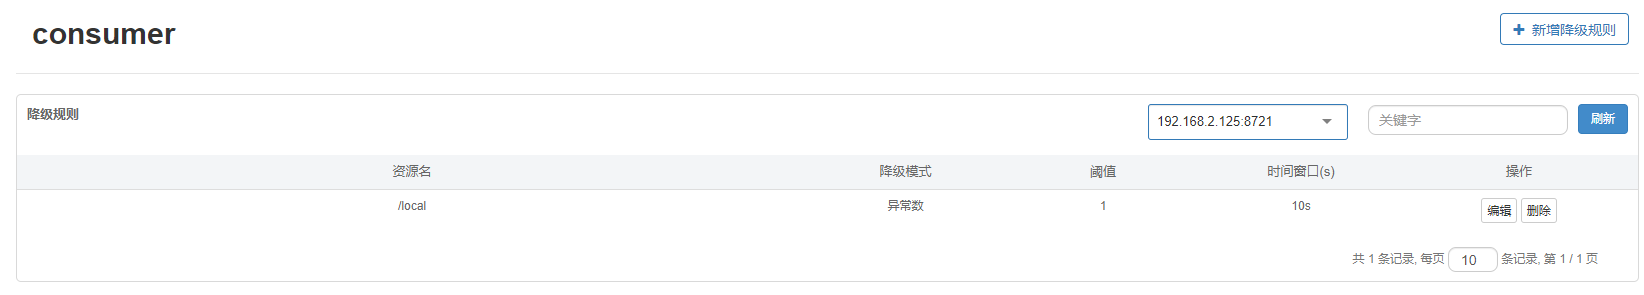 consumer
+ 新增降级规则
降级规则
192.168.2.125:8721
关键字
刷新
资源名 降级模式 阈值 时间窗口(s) 操作
/local 异常数 1 10s 编辑 删除
共 1 条记录, 每页 10 条记录, 第 1 / 1 页